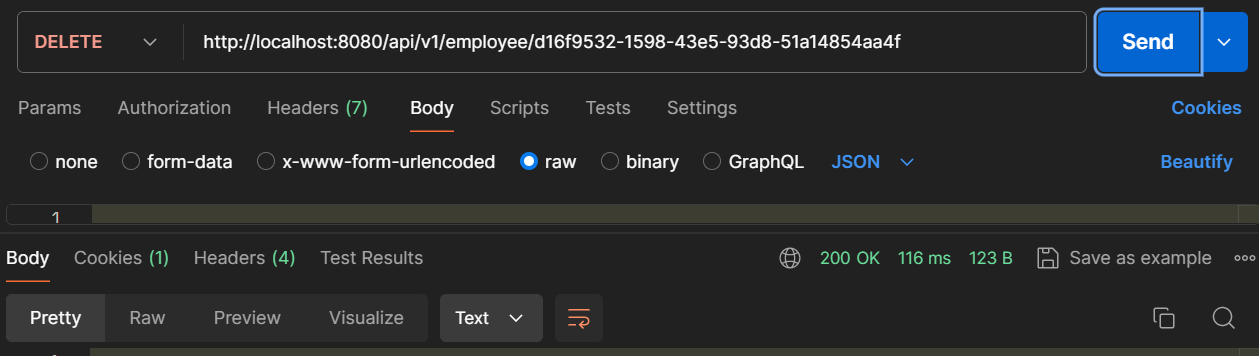 DELETE http://localhost:8080/api/v1/employee/d16f9532-1598-43e5-93d8-51a14854aa4f Send
Params Authorization Headers (7) Body Scripts Tests Settings Cookies
none form-data x-www-form-urlencoded raw binary GraphQL JSON Beautify
1
Body Cookies (1) Headers (4) Test Results 200 OK 116 ms 123 B Save as example
Pretty Raw Preview Visualize Text